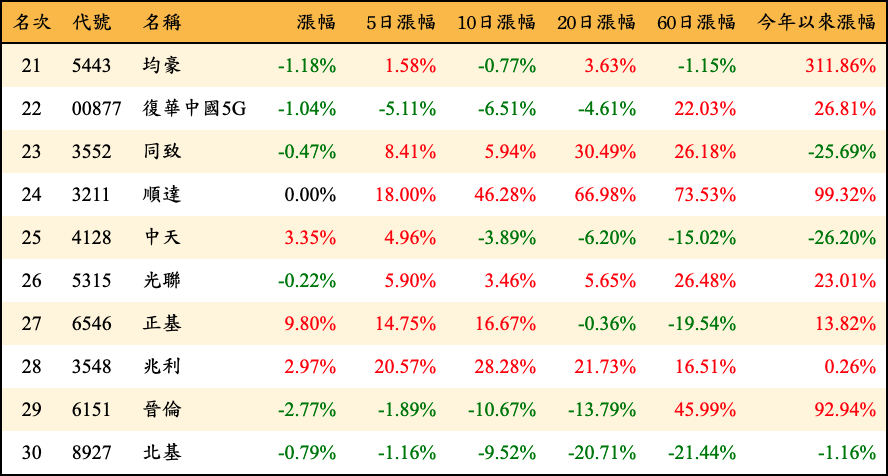 名次 代號 名稱 漲幅 5日漲幅 10日漲幅 20日漲幅 60日漲幅 今年以來漲幅
21 5443 均豪 -1.18% 1.58% -0.77% 3.63% -1.15% 311.86%
22 00877 復華中國5G -1.04% -5.11% -6.51% -4.61% 22.03% 26.81%
23 3552 同致 -0.47% 8.41% 5.94% 30.49% 26.18% -25.69%
24 3211 順達 0.00% 18.00% 46.28% 66.98% 73.53% 99.32%
25 4128 中天 3.35% 4.96% -3.89% -6.20% -15.02% -26.20%
26 5315 光聯 -0.22% 5.90% 3.46% 5.65% 26.48% 23.01%
27 6546 正基 9.80% 14.75% 16.67% -0.36% -19.54% 13.82%
28 3548 兆利 2.97% 20.57% 28.28% 21.73% 16.51% 0.26%
29 6151 晉倫 -2.77% -1.89% -10.67% -13.79% 45.99% 92.94%
30 8927 北基 -0.79% -1.16% -9.52% -20.71% -21.44% -1.16%